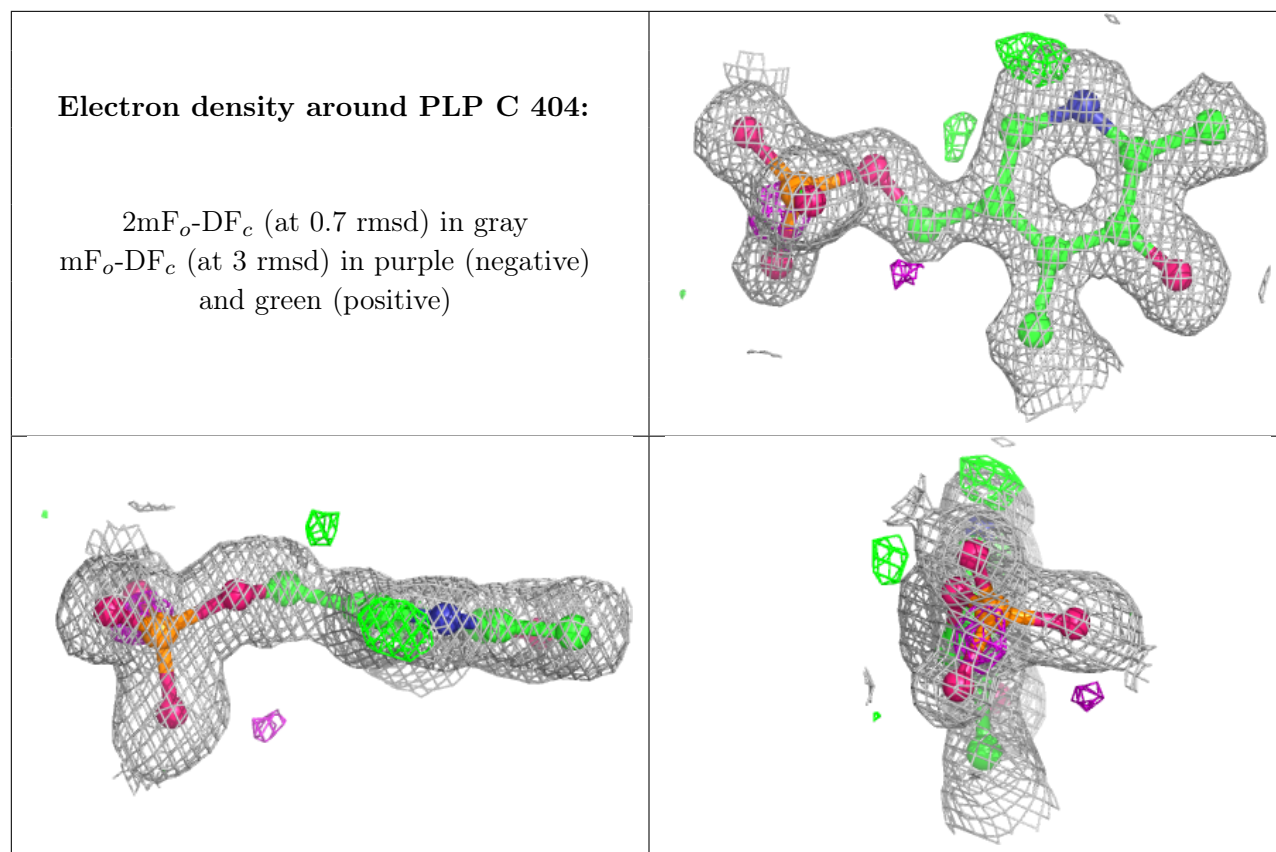 Electron density around PLP C 404:
2mFo-DFc (at 0.7 rmsd) in gray
mFo-DFc (at 3 rmsd) in purple (negative)
and green (positive)